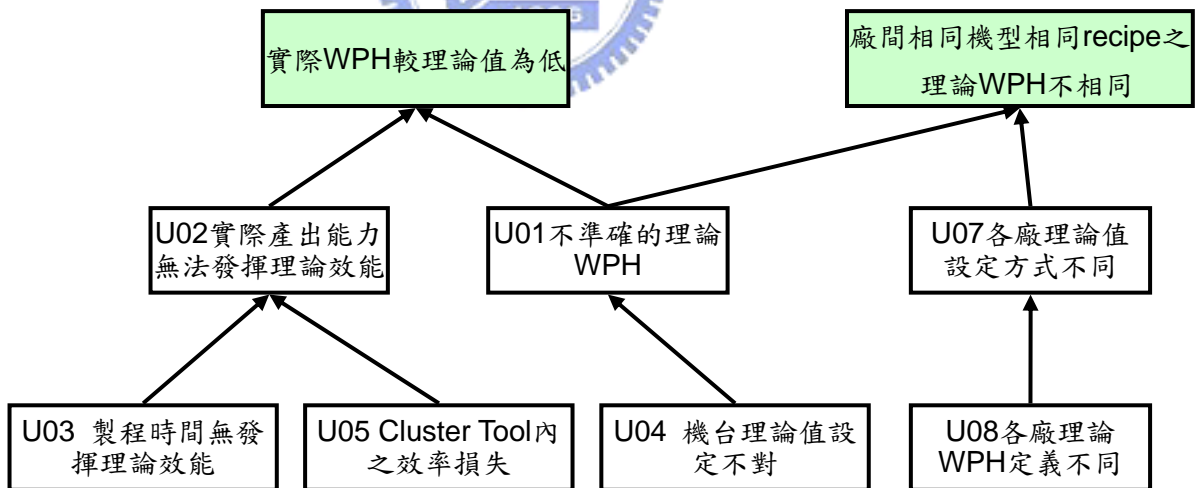 實際WPH較理論值為低
廠間相同機型相同recipe之
理論WPH不相同
U02實際產出能力
無法發揮理論效能
U01不準確的理論
WPH
U07各廠理論值
設定方式不同
U03 製程時間無發
揮理論效能
U05 Cluster Tool內
之效率損失
U04 機台理論值設
定不對
U08各廠理論
WPH定義不同